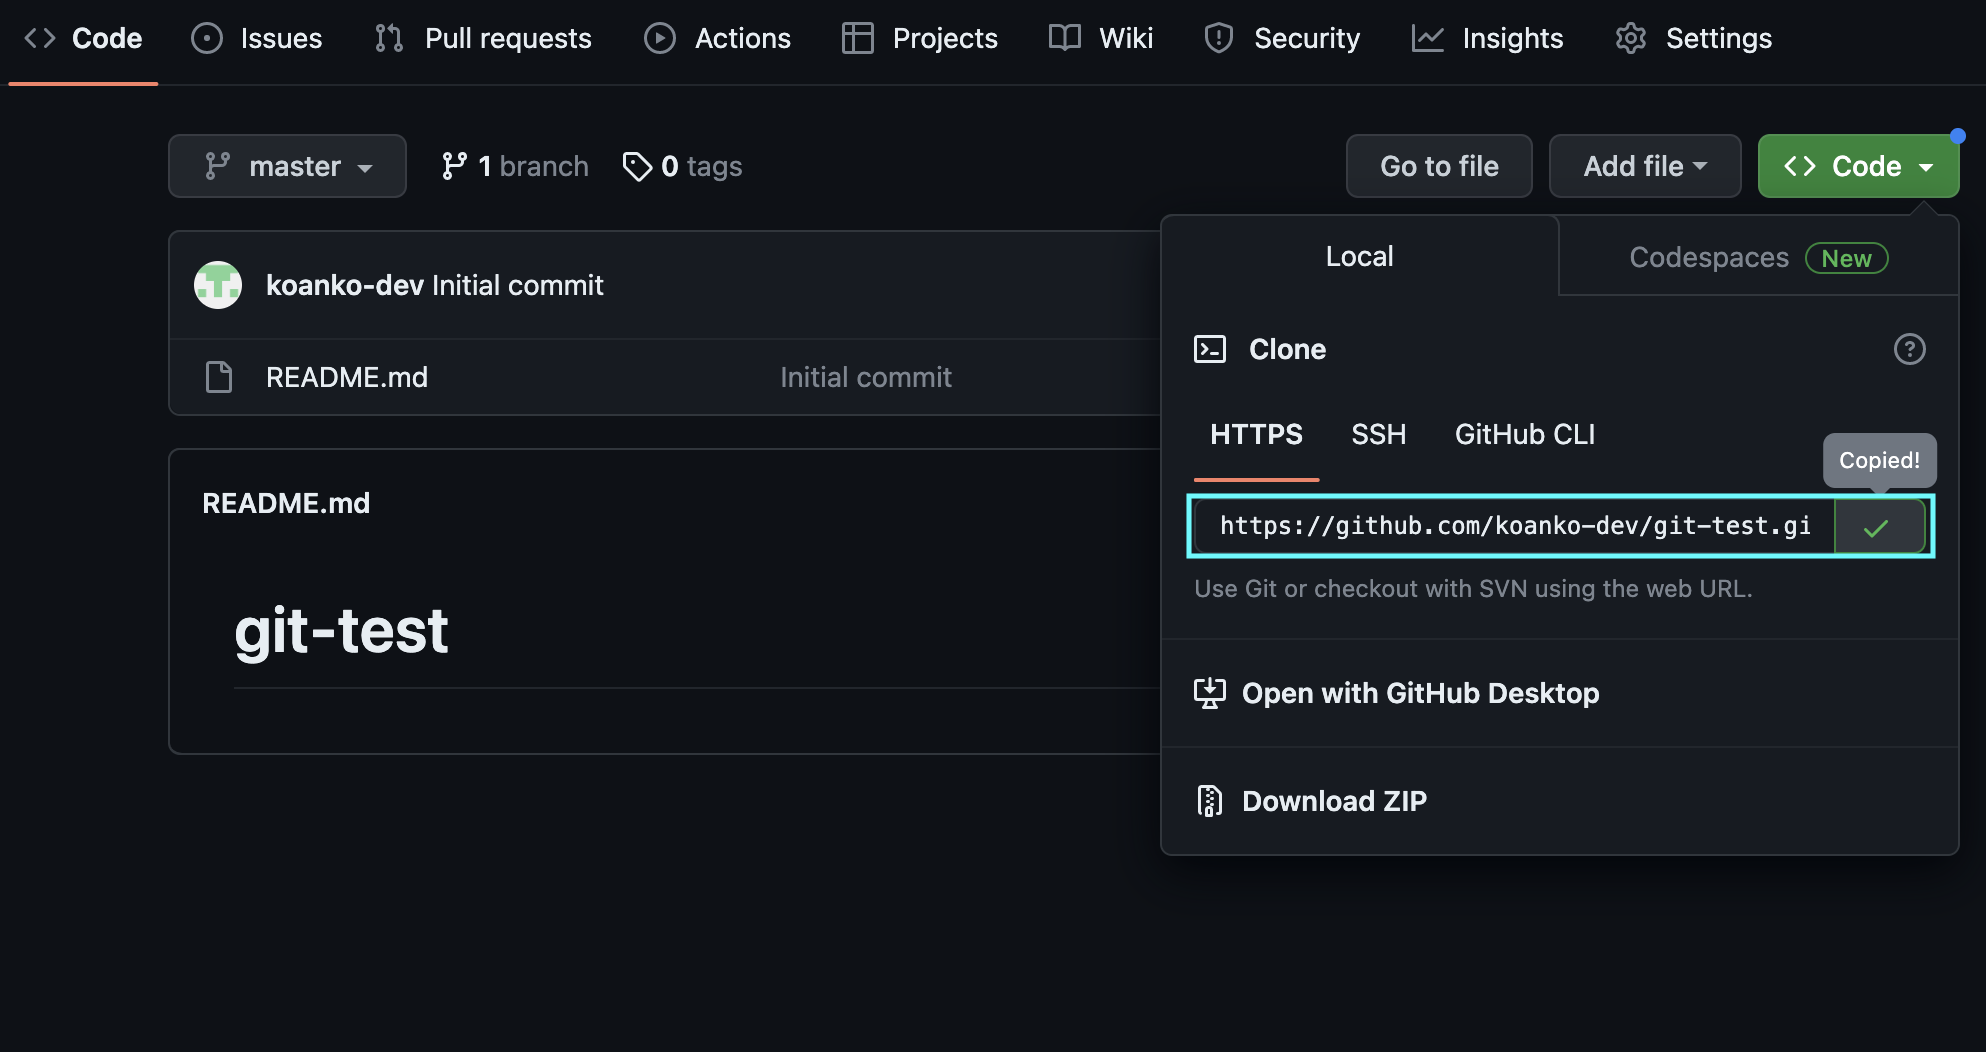 Code Issues Pull requests Actions Projects Wiki Security Insights Settings
master 1 branch 0 tags Go to file Add file Code
koanko-dev Initial commit
README.md Initial commit
README.md
git-test
Local Codespaces New
Clone
HTTPS SSH GitHub CLI
Copied!
https://github.com/koanko-dev/git-test.gi
Use Git or checkout with SVN using the web URL.
Open with GitHub Desktop
Download ZIP